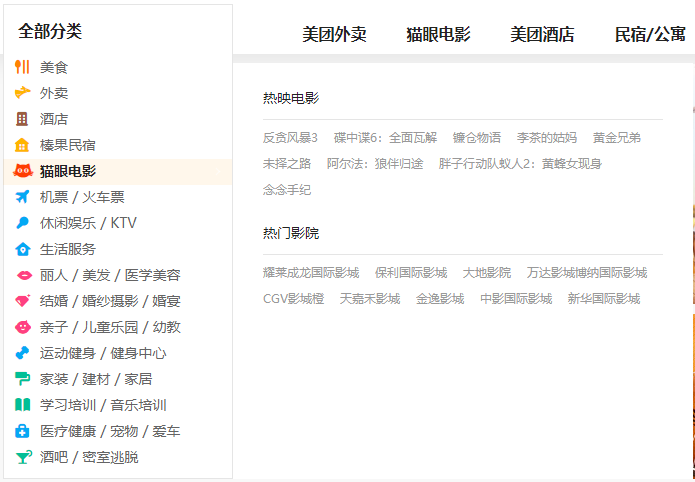 全部分类
美团外卖 猫眼电影 美团酒店 民宿/公寓
美食
外卖
酒店
榛果民宿
猫眼电影
机票 / 火车票
休闲娱乐 / KTV
生活服务
丽人 / 美发 / 医学美容
结婚 / 婚纱摄影 / 婚宴
亲子 / 儿童乐园 / 幼教
运动健身 / 健身中心
家装 / 建材 / 家居
学习培训 / 音乐培训
医疗健康 / 宠物 / 爱车
酒吧 / 密室逃脱
热映电影
反贪风暴3 碟中谍6：全面瓦解 镰仓物语 李茶的姑妈 黄金兄弟
未择之路 阿尔法：狼伴归途 胖子行动队蚁人2：黄蜂女现身
念念手纪
热门影院
耀莱成龙国际影城 保利国际影城 大地影院 万达影城博纳国际影城
CGV影城橙 天嘉禾影城 金逸影城 中影国际影城 新华国际影城